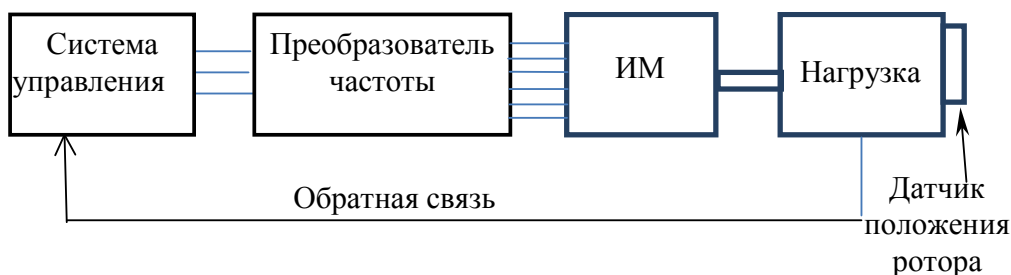 Система
управления
Преобразователь
частоты
ИМ
Нагрузка
Обратная связь
Датчик
положения
ротора